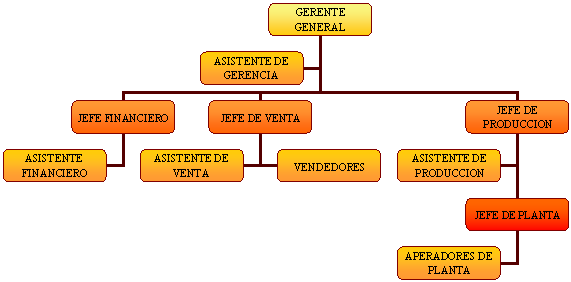 GERENTE
GENERAL
ASISTENTE DE
GERENCIA
JEFE FINANCIERO
JEFE DE VENTA
JEFE DE
PRODUCCION
ASISTENTE
FINANCIERO
ASISTENTE DE
VENTA
VENDEDORES
ASISTENTE DE
PRODUCCION
JEFE DE PLANTA
APERADORES DE
PLANTA